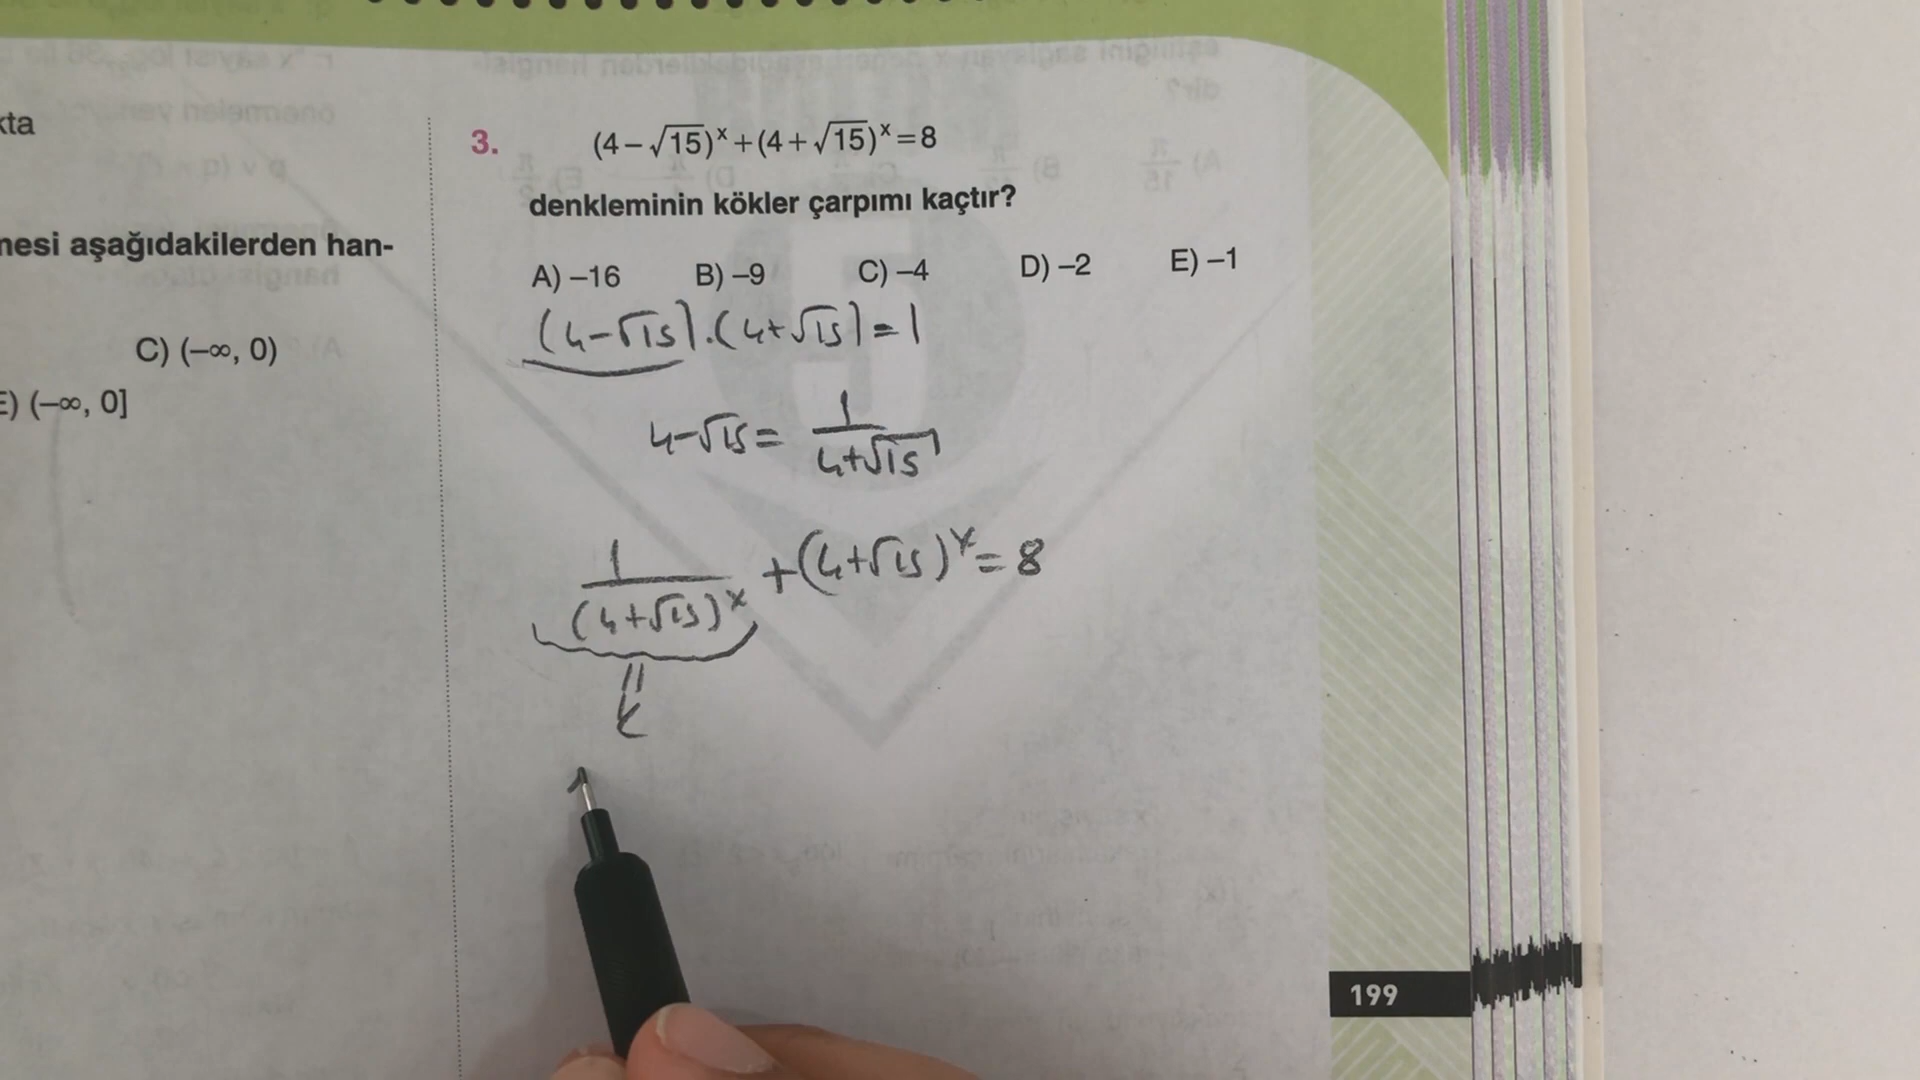 kta
nesi aşağıdakilerden han-
C) (–∞, 0)
E) (–∞, 0]
3. (4–√15)ˣ+(4+√15)ˣ=8
denkleminin kökler çarpımı kaçtır?
A) –16 B) –9 C) –4 D) –2 E) –1
(4-√15).(4+√15)=1
4-√15= 1/(4+√15)
1/(4+√15)ˣ +(4+√15)ˣ=8
=
k
199